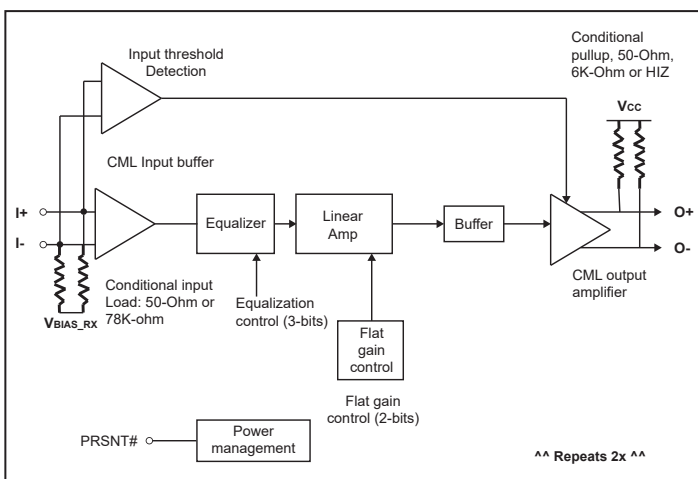 Input threshold
Detection
Conditional
pullup, 50-Ohm,
6K-Ohm or HIZ
VCC
CML Input buffer
I+
I-
Equalizer
Linear
Amp
Buffer
O+
O-
CML output
amplifier
Conditional input
Load: 50-Ohm or
78K-ohm
VBIAS_RX
Equalization
control (3-bits)
Flat
gain
control
Flat gain
control (2-bits)
PRSNT#
Power
management
^^ Repeats 2x ^^